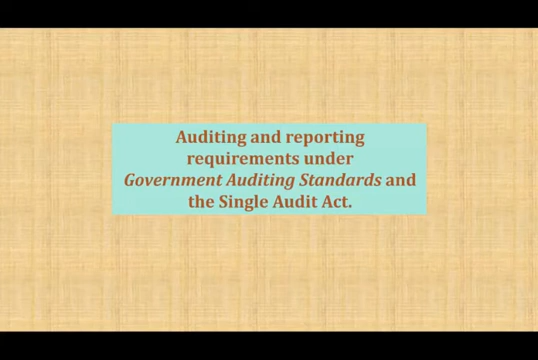 Auditing and reporting
requirements under
Government Auditing Standards and
the Single Audit Act.